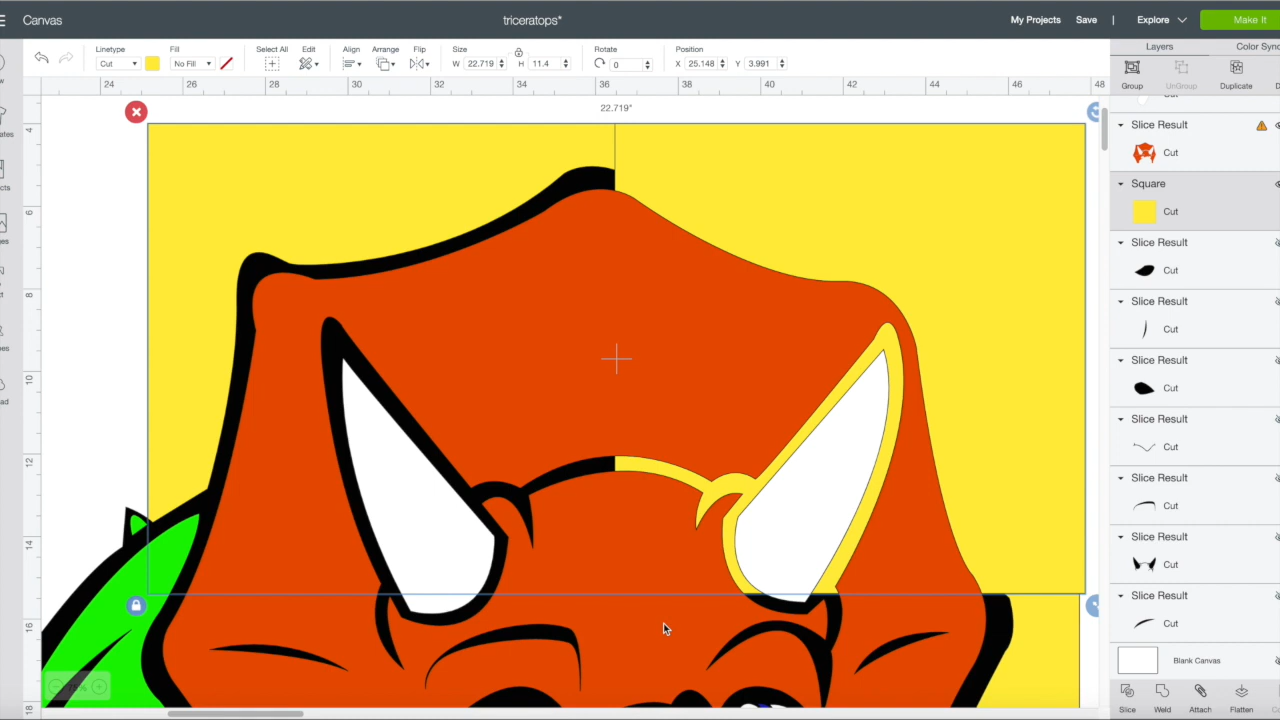 Canvas
triceratops*
My Projects
Save
Explore
Make It
Linetype
Cut
Fill
No Fill
Select All
Edit
Align
Arrange
Flip
Size
W 22.719
H 11.4
Rotate
0
Position
X 25.148
Y 3.991
Layers
Color Sync
Group
UnGroup
Duplicate
24 28 30 32 34 36 38 40 42 44 46 48
22.719"
4
6
8
10
12
14
16
18
Cut
Slice Result
Cut
Square
Cut
Slice Result
Cut
Slice Result
Cut
Slice Result
Cut
Slice Result
Cut
Slice Result
Cut
Slice Result
Cut
Slice Result
Cut
Blank Canvas
Slice
Weld
Attach
Flatten